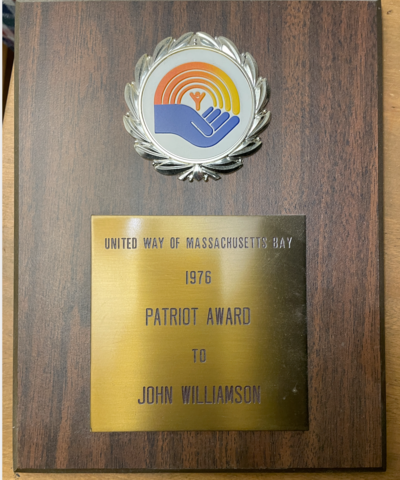 UNITED WAY OF MASSACHUSETTS BAY
1976
PATRIOT AWARD
TO
JOHN WILLIAMSON